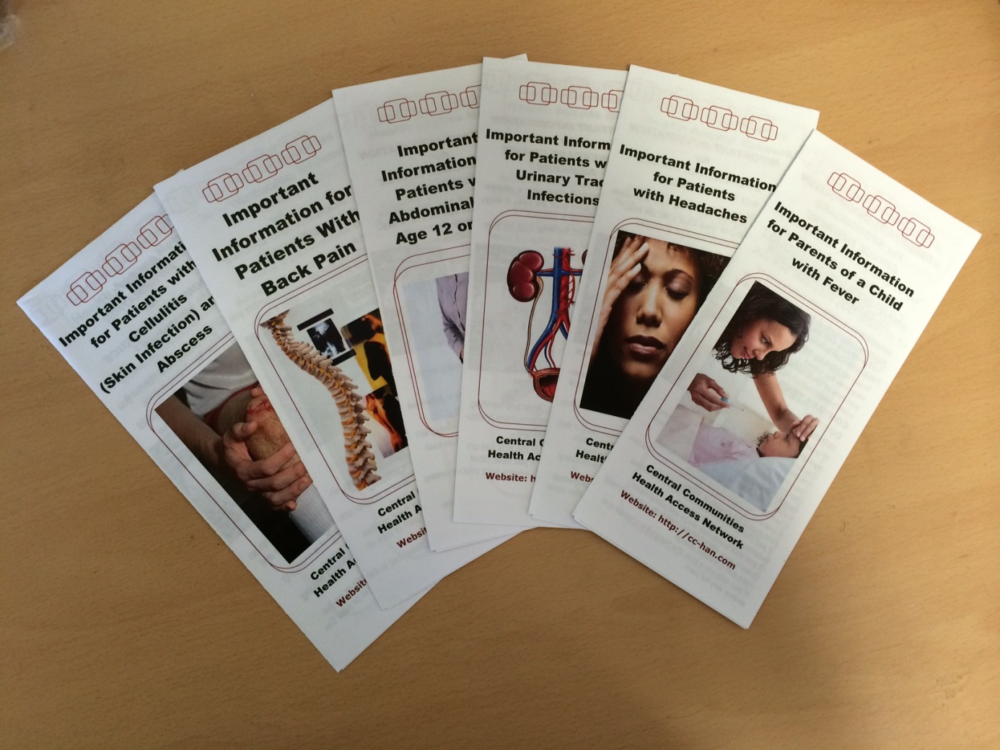 Important Informati
for Patients with
Cellulitis
(Skin Infection) an
Abscess
Central C
Health A
Website
Important
Information for
Patients With
Back Pain
Central
Health A
Websit
Important
Information
Patients w
Abdominal
Age 12 or
Important Inform
for Patients w
Urinary Trac
Infections
Central C
Health Ac
Website: h
Important Information
for Patients
with Headaches
Centr
Healt
Webs
Important Information
for Parents of a Child
with Fever
Central Communities
Health Access Network
Website: http://cc-han.com